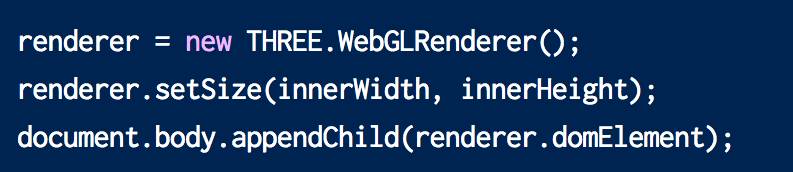 renderer = new THREE.WebGLRenderer();
renderer.setSize(innerWidth, innerHeight);
document.body.appendChild(renderer.domElement);